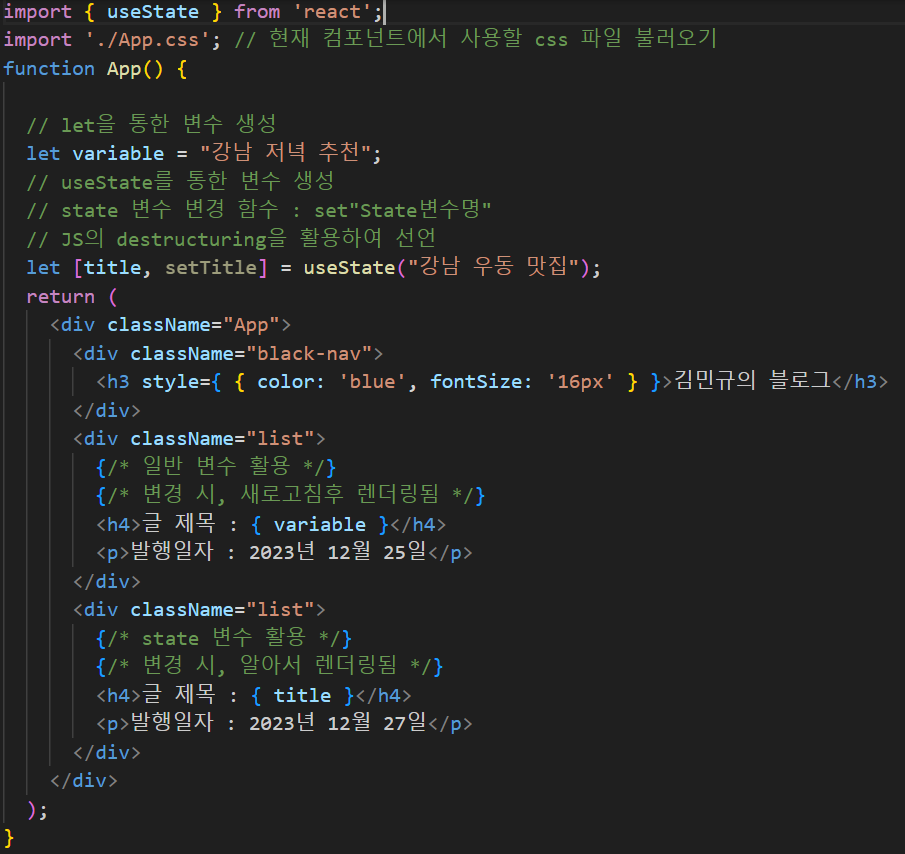 import { useState } from 'react';
import './App.css'; // 현재 컴포넌트에서 사용할 css 파일 불러오기
function App() {
// let을 통한 변수 생성
let variable = "강남 저녁 추천";
// useState를 통한 변수 생성
// state 변수 변경 함수 : set"State변수명"
// JS의 destructuring을 활용하여 선언
let [title, setTitle] = useState("강남 우동 맛집");
return (
<div className="App">
<div className="black-nav">
<h3 style={ { color: 'blue', fontSize: '16px' } }>김민규의 블로그</h3>
</div>
<div className="list">
{/* 일반 변수 활용 */}
{/* 변경 시, 새로고침후 렌더링됨 */}
<h4>글 제목 : { variable }</h4>
<p>발행일자 : 2023년 12월 25일</p>
</div>
<div className="list">
{/* state 변수 활용 */}
{/* 변경 시, 알아서 렌더링됨 */}
<h4>글 제목 : { title }</h4>
<p>발행일자 : 2023년 12월 27일</p>
</div>
</div>
);
}